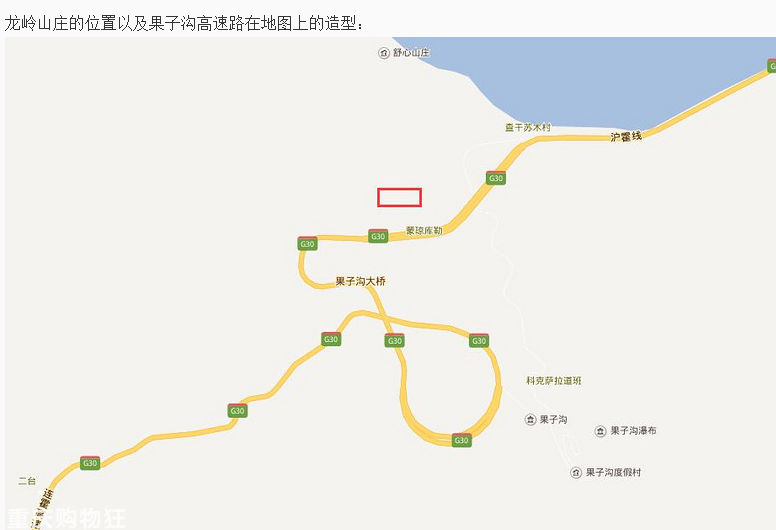 龙岭山庄的位置以及果子沟高速路在地图上的造型：
舒心山庄
G
查干苏木村
沪霍线
G30
蒙琼库勒
G30
G30
果子沟大桥
G30
G30
G30
科克萨拉道班
G30
果子沟
果子沟瀑布
G30
G30
果子沟度假村
二台
连霍
速
重庆购物狂